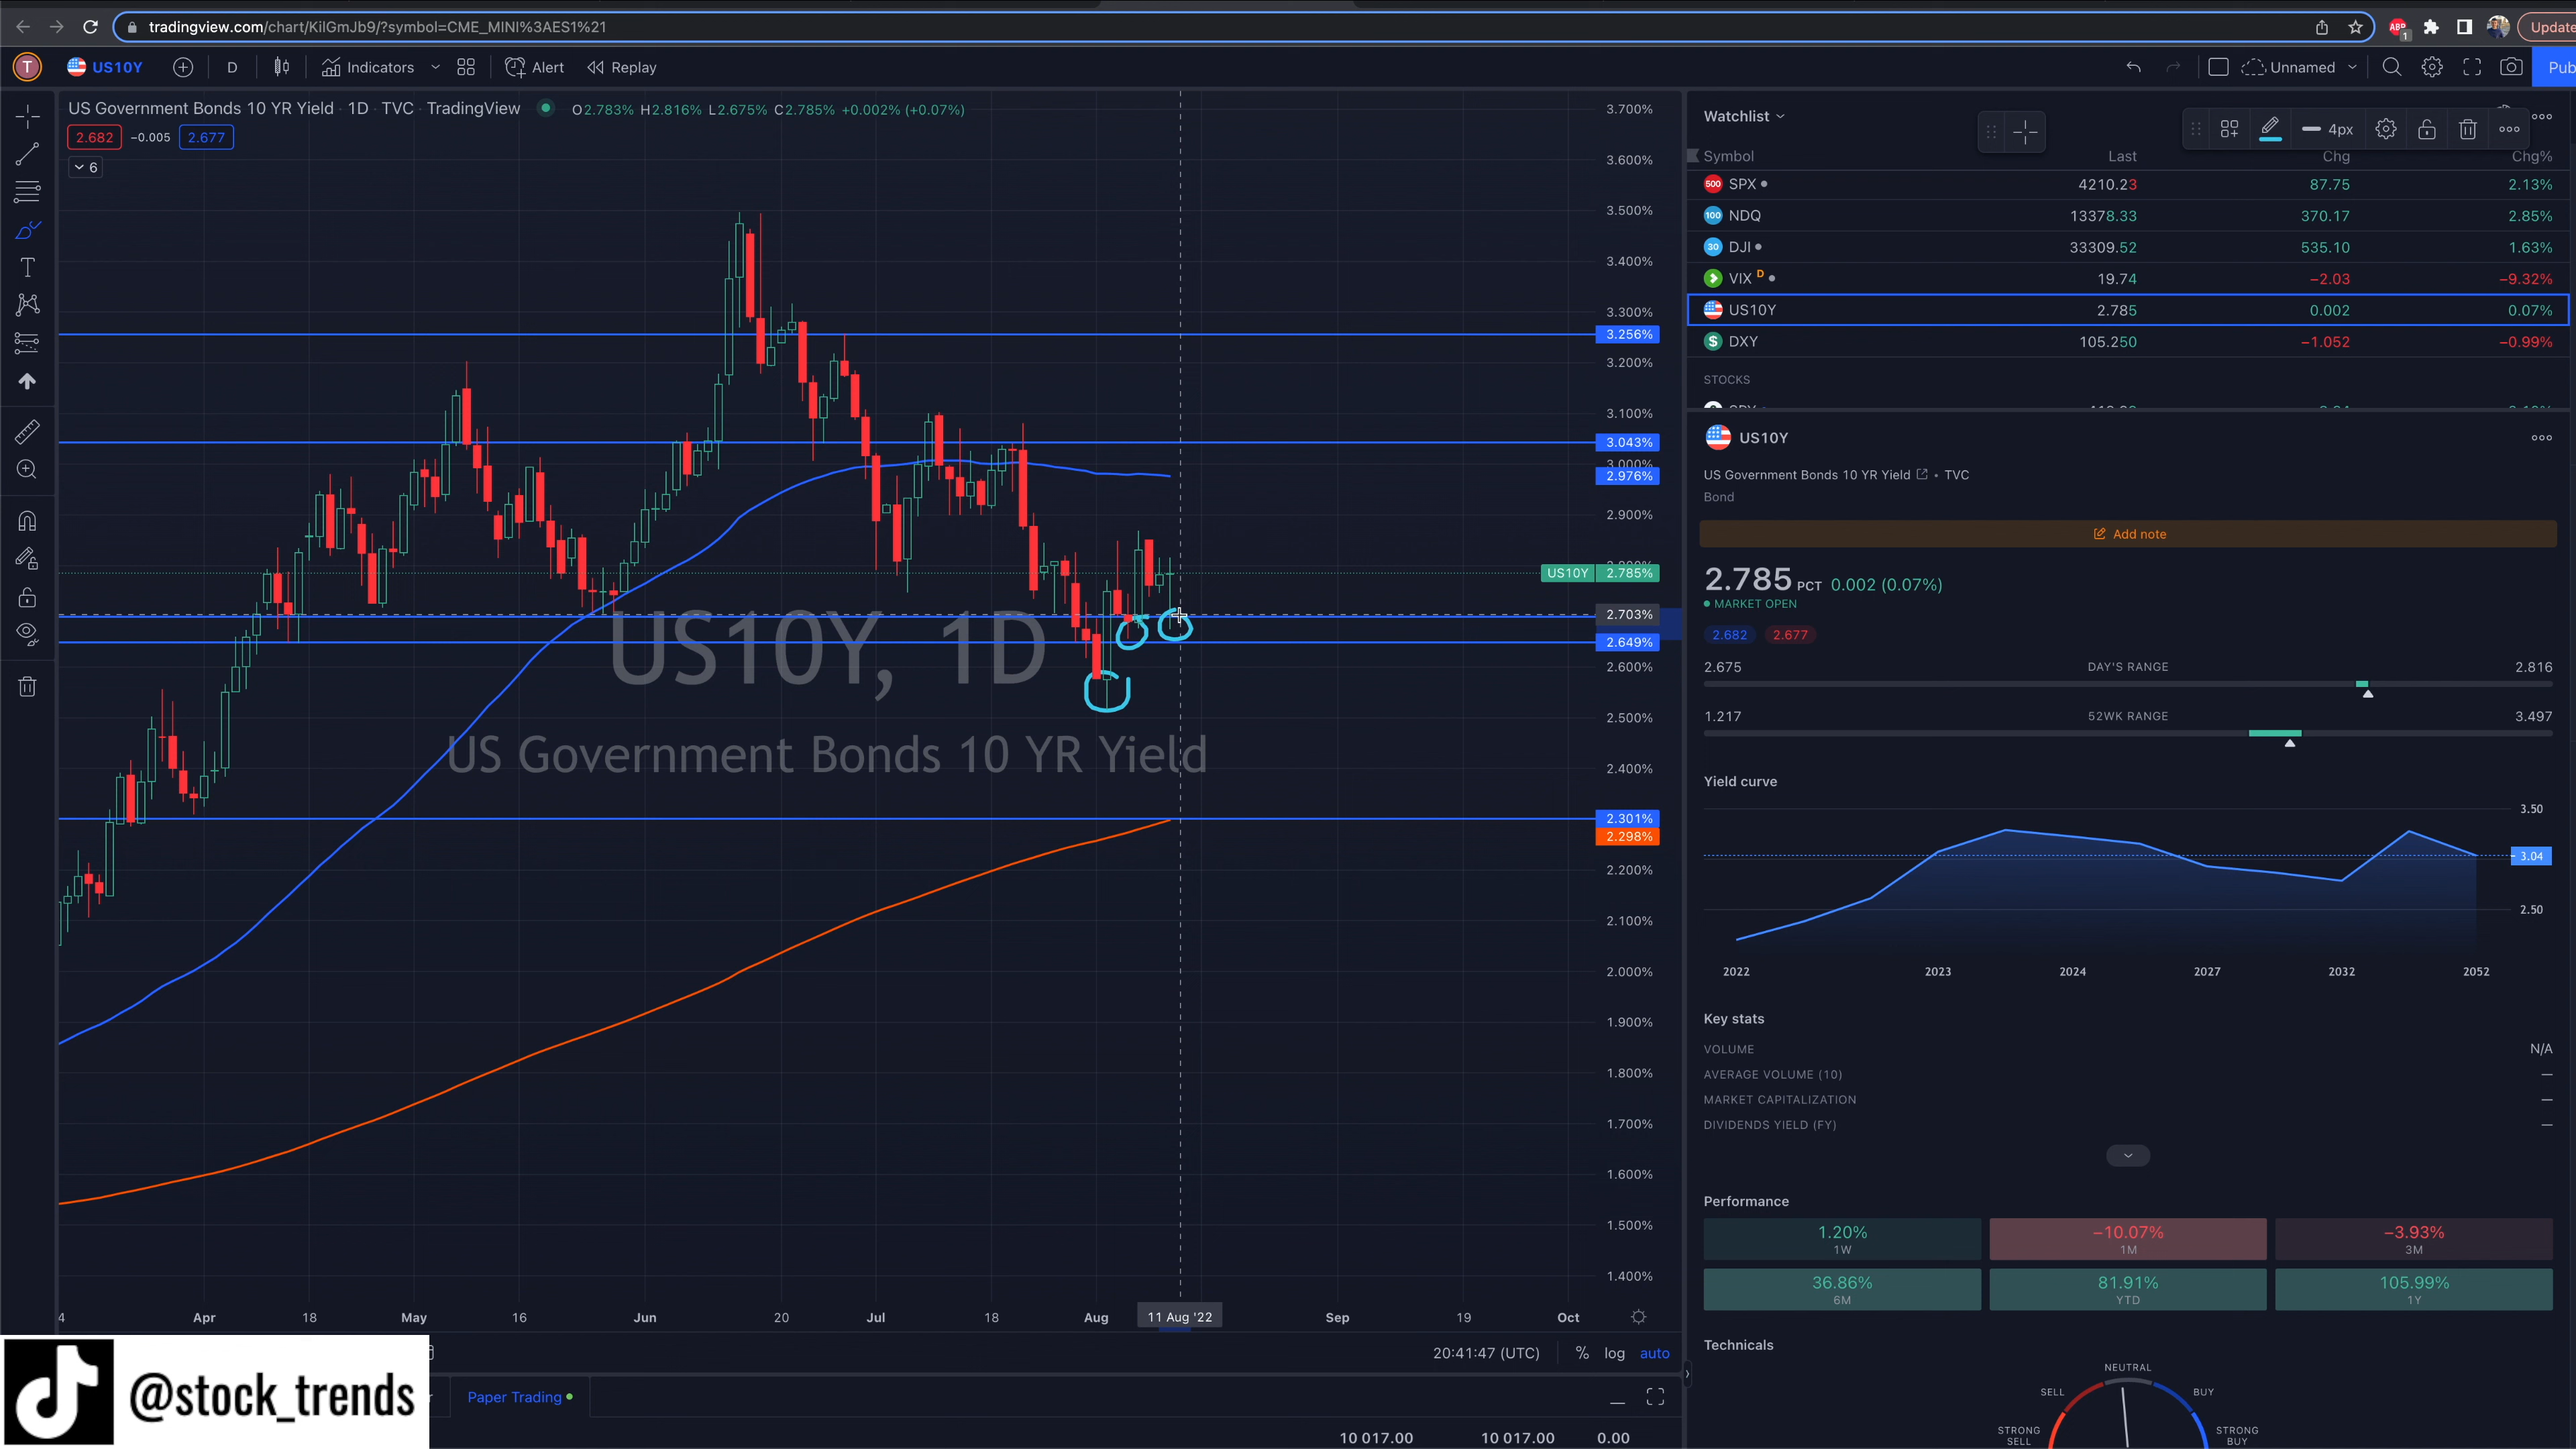 tradingview.com/chart/KilGmJb9/?symbol=CME_MINI%3AES1%21
ABP
1
Update
T
US10Y
D
Indicators
Alert
Replay
Unnamed
Pub
US Government Bonds 10 YR Yield · 1D · TVC · TradingView
O2.783% H2.816% L2.675% C2.785% +0.002% (+0.07%)
2.682 −0.005 2.677
6
3.700%
3.600%
3.500%
3.400%
3.300%
3.256%
3.200%
3.100%
3.043%
3.000%
2.976%
2.900%
US10Y 2.785%
2.703%
2.649%
2.600%
2.500%
2.400%
2.301%
2.298%
2.200%
2.100%
2.000%
1.900%
1.800%
1.700%
1.600%
1.500%
1.400%
US10Y, 1D
US Government Bonds 10 YR Yield
4 Apr 18 May 16 Jun 20 Jul 18 Aug 11 Aug '22 Sep 19 Oct
20:41:47 (UTC) % log auto
Paper Trading
10 017.00 10 017.00 0.00
@stock_trends
Watchlist
4px
Symbol Last Chg Chg%
500 SPX 4210.23 87.75 2.13%
100 NDQ 13378.33 370.17 2.85%
30 DJI 33309.52 535.10 1.63%
VIX D 19.74 −2.03 −9.32%
US10Y 2.785 0.002 0.07%
$ DXY 105.250 −1.052 −0.99%
STOCKS
US10Y
US Government Bonds 10 YR Yield • TVC
Bond
Add note
2.785 PCT 0.002 (0.07%)
MARKET OPEN
2.682 2.677
2.675 DAY'S RANGE 2.816
1.217 52WK RANGE 3.497
Yield curve
3.50
3.04
2.50
2022 2023 2024 2027 2032 2052
Key stats
VOLUME N/A
AVERAGE VOLUME (10) —
MARKET CAPITALIZATION —
DIVIDENDS YIELD (FY) —
Performance
1.20% −10.07% −3.93%
1W 1M 3M
36.86% 81.91% 105.99%
6M YTD 1Y
Technicals
NEUTRAL
SELL BUY
STRONG SELL
STRONG BUY